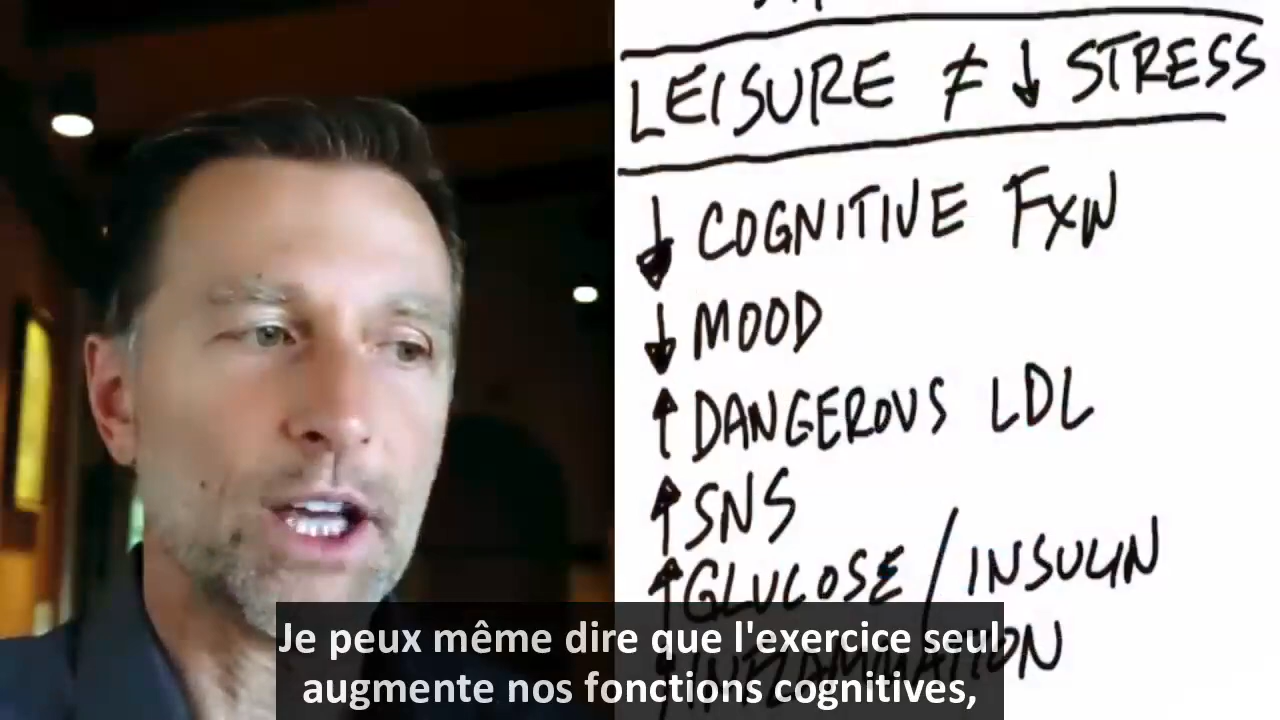 LEISURE ≠ ↓ STRESS
↓ COGNITIVE FXN
↓ MOOD
↑ DANGEROUS LDL
↑ SNS
↑ GLUCOSE / INSULIN
↑ INFLAMMATION
Je peux même dire que l'exercice seul
augmente nos fonctions cognitives,